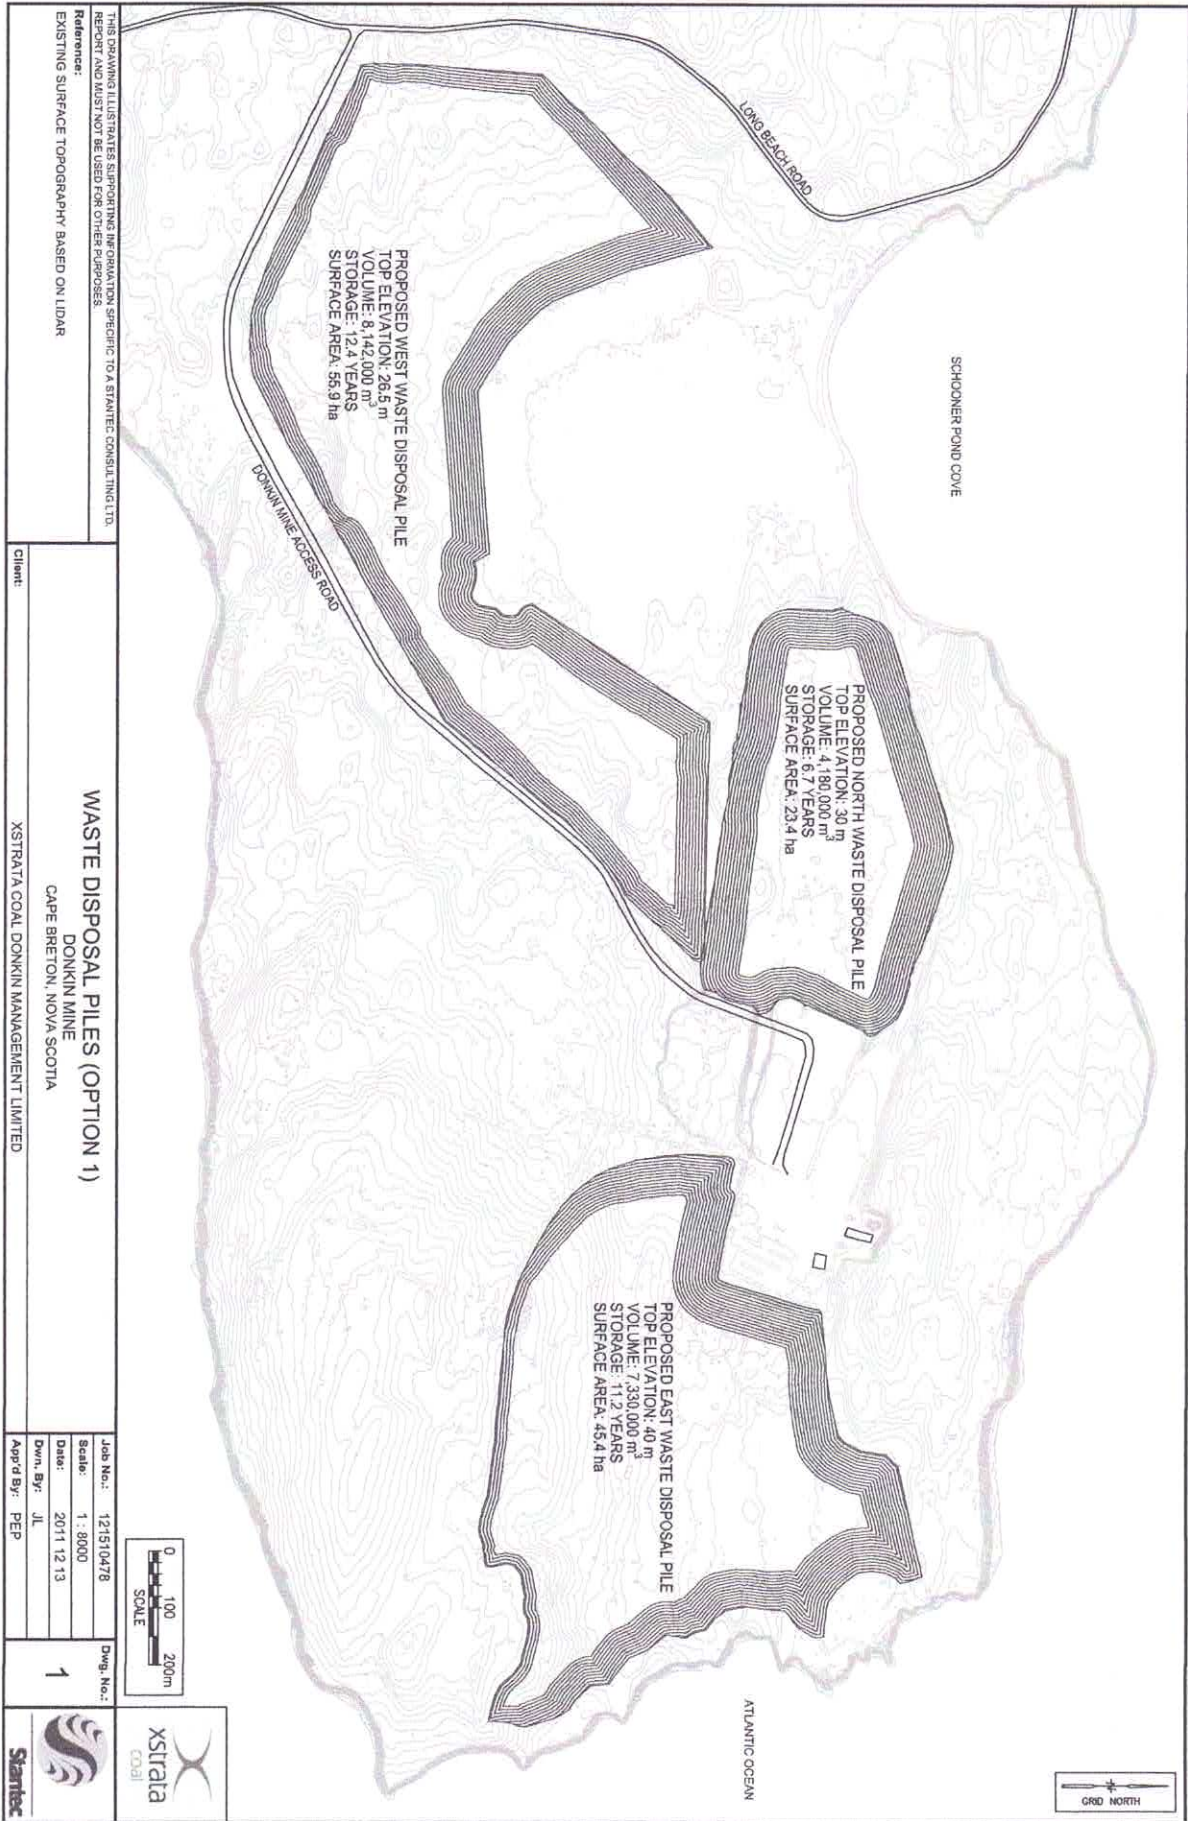 LONG BEACH ROAD
SCHOONER POND COVE
PROPOSED WEST WASTE DISPOSAL PILE
TOP ELEVATION: 26.5 m
VOLUME: 8,142,000 m³
STORAGE: 12.4 YEARS
SURFACE AREA: 55.9 ha
DONKIN MINE ACCESS ROAD
PROPOSED NORTH WASTE DISPOSAL PILE
TOP ELEVATION: 30 m
VOLUME: 4,180,000 m³
STORAGE: 6.7 YEARS
SURFACE AREA: 23.4 ha
PROPOSED EAST WASTE DISPOSAL PILE
TOP ELEVATION: 40 m
VOLUME: 7,330,000 m³
STORAGE: 11.2 YEARS
SURFACE AREA: 45.4 ha
ATLANTIC OCEAN
N
GRID NORTH
0 100 200m
SCALE
xstrata
coal
THIS DRAWING ILLUSTRATES SUPPORTING INFORMATION SPECIFIC TO A STANTEC CONSULTING LTD.
REPORT AND MUST NOT BE USED FOR OTHER PURPOSES.
Reference:
EXISTING SURFACE TOPOGRAPHY BASED ON LIDAR
WASTE DISPOSAL PILES (OPTION 1)
DONKIN MINE
CAPE BRETON, NOVA SCOTIA
Client:
XSTRATA COAL DONKIN MANAGEMENT LIMITED
Job No.: 121510478
Scale: 1 : 8000
Date: 2011 12 13
Dwn. By: JL
App'd By: PEP
Dwg. No.:
1
Stantec